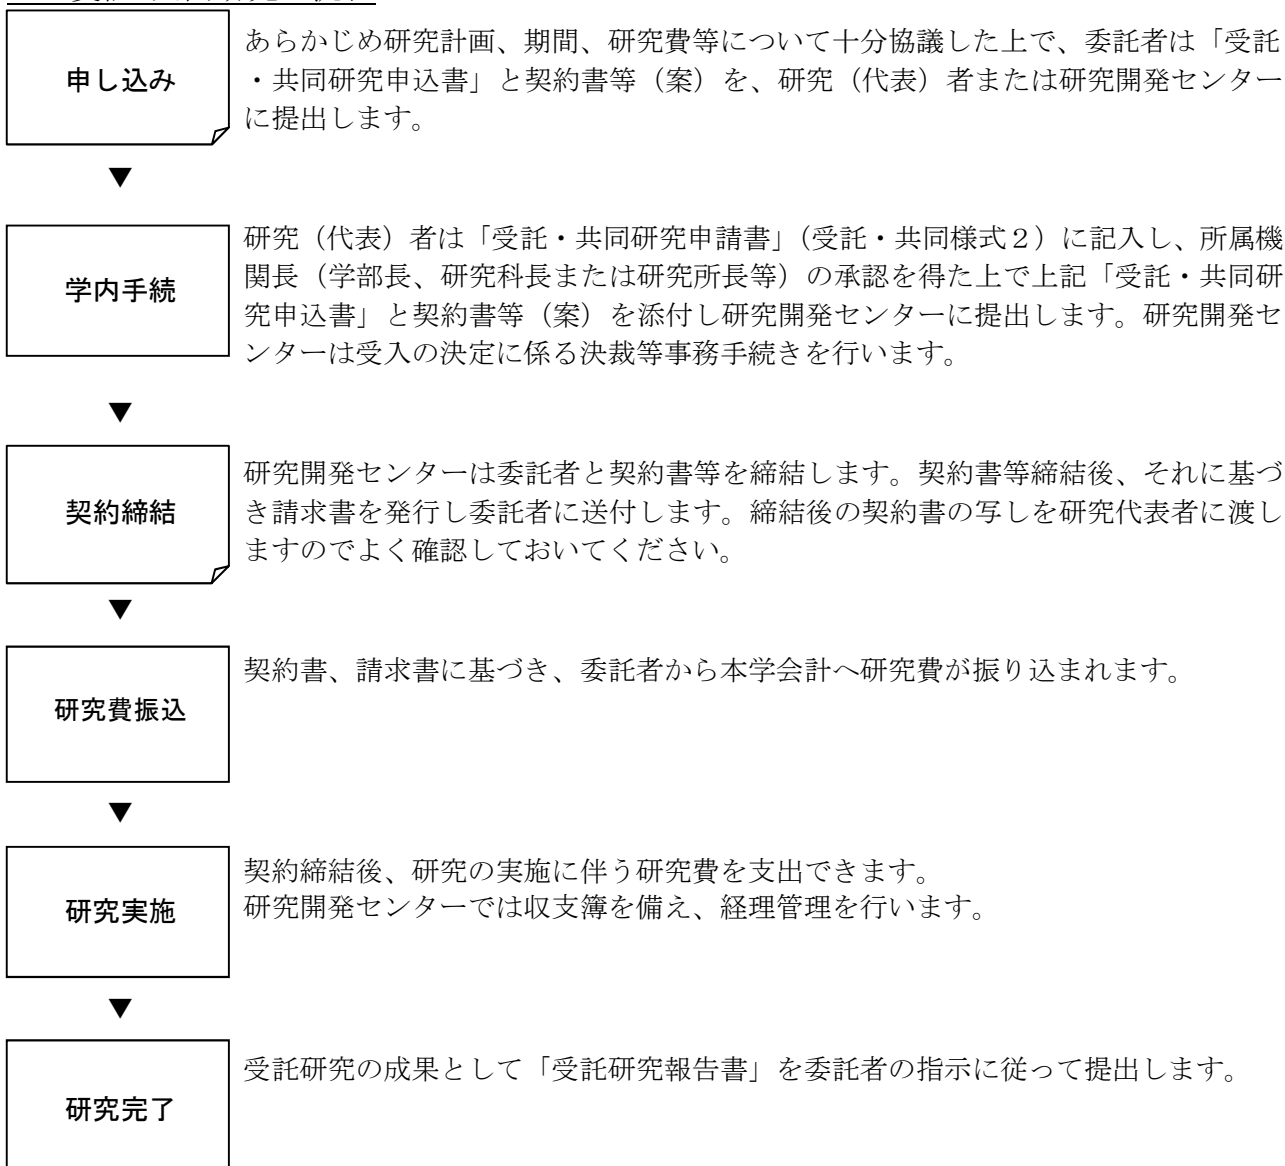 申し込み
あらかじめ研究計画、期間、研究費等について十分協議した上で、委託者は「受託
・共同研究申込書」と契約書等（案）を、研究（代表）者または研究開発センター
に提出します。
▼
学内手続
研究（代表）者は「受託・共同研究申請書」（受託・共同様式２）に記入し、所属機
関長（学部長、研究科長または研究所長等）の承認を得た上で上記「受託・共同研
究申込書」と契約書等（案）を添付し研究開発センターに提出します。研究開発セ
ンターは受入の決定に係る決裁等事務手続きを行います。
▼
契約締結
研究開発センターは委託者と契約書等を締結します。契約書等締結後、それに基づ
き請求書を発行し委託者に送付します。締結後の契約書の写しを研究代表者に渡し
ますのでよく確認しておいてください。
▼
研究費振込
契約書、請求書に基づき、委託者から本学会計へ研究費が振り込まれます。
▼
研究実施
契約締結後、研究の実施に伴う研究費を支出できます。
研究開発センターでは収支簿を備え、経理管理を行います。
▼
研究完了
受託研究の成果として「受託研究報告書」を委託者の指示に従って提出します。